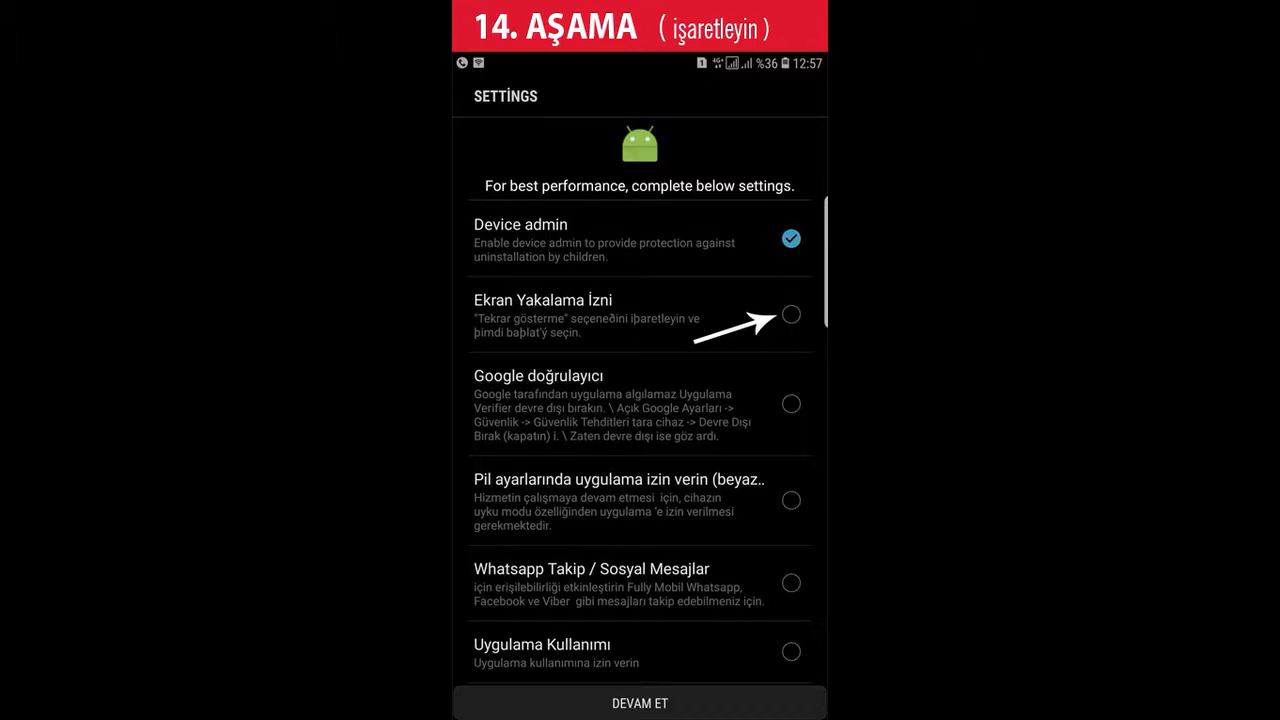 14. AŞAMA ( işaretleyin )
%36 12:57
SETTİNGS
For best performance, complete below settings.
Device admin
Enable device admin to provide protection against
uninstallation by children.
Ekran Yakalama İzni
"Tekrar gösterme" seçeneðini iþaretleyin ve
þimdi baþlat'ý seçin.
Google doğrulayıcı
Google tarafından uygulama algılamaz Uygulama
Verifier devre dışı bırakın. \ Açık Google Ayarları ->
Güvenlik -> Güvenlik Tehditleri tara cihaz -> Devre Dışı
Bırak (kapatın) i. \ Zaten devre dışı ise göz ardı.
Pil ayarlarında uygulama izin verin (beyaz..
Hizmetin çalışmaya devam etmesi için, cihazın
uyku modu özelliğinden uygulama 'e izin verilmesi
gerekmektedir.
Whatsapp Takip / Sosyal Mesajlar
için erişilebilirliği etkinleştirin Fully Mobil Whatsapp,
Facebook ve Viber gibi mesajları takip edebilmeniz için.
Uygulama Kullanımı
Uygulama kullanımına izin verin
DEVAM ET